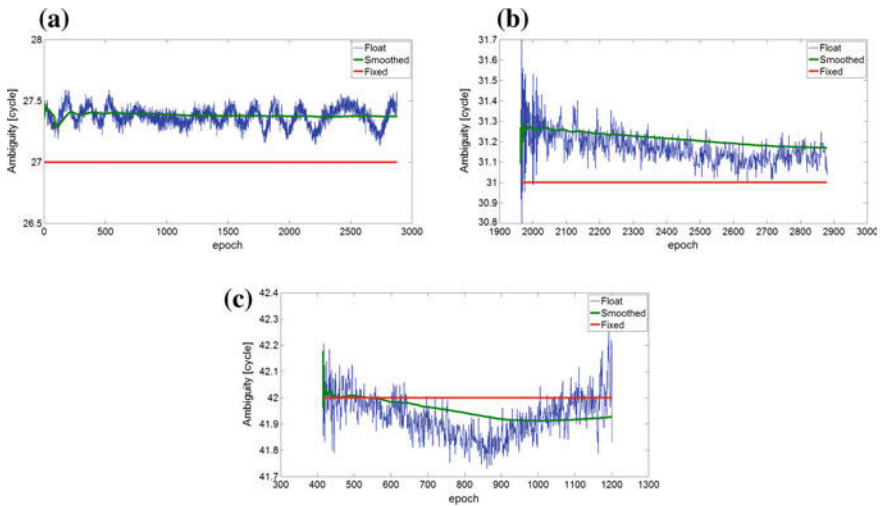 (a)
28
27.5
27
26.5
Ambiguity [cycle]
0 500 1000 1500 2000 2500 3000
epoch
Float
Smoothed
Fixed
(b)
31.7
31.6
31.5
31.4
31.3
31.2
31.1
31
30.9
30.8
Ambiguity [cycle]
1900 2000 2100 2200 2300 2400 2500 2600 2700 2800 2900 3000
epoch
Float
Smoothed
Fixed
(c)
42.4
42.3
42.2
42.1
42
41.9
41.8
41.7
Ambiguity [cycle]
300 400 500 600 700 800 900 1000 1100 1200 1300
epoch
Float
Smoothed
Fixed